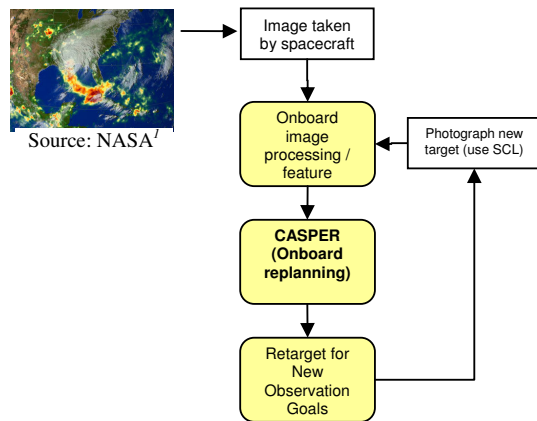 Image taken
by spacecraft
Source: NASA1
Onboard
image
processing /
feature
Photograph new
target (use SCL)
CASPER
(Onboard
replanning)
Retarget for
New
Observation
Goals